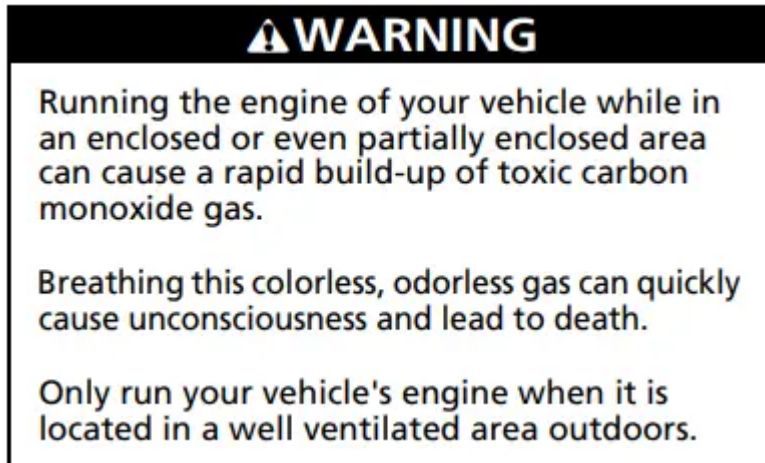 WARNING
Running the engine of your vehicle while in
an enclosed or even partially enclosed area
can cause a rapid build-up of toxic carbon
monoxide gas.
Breathing this colorless, odorless gas can quickly
cause unconsciousness and lead to death.
Only run your vehicle's engine when it is
located in a well ventilated area outdoors.